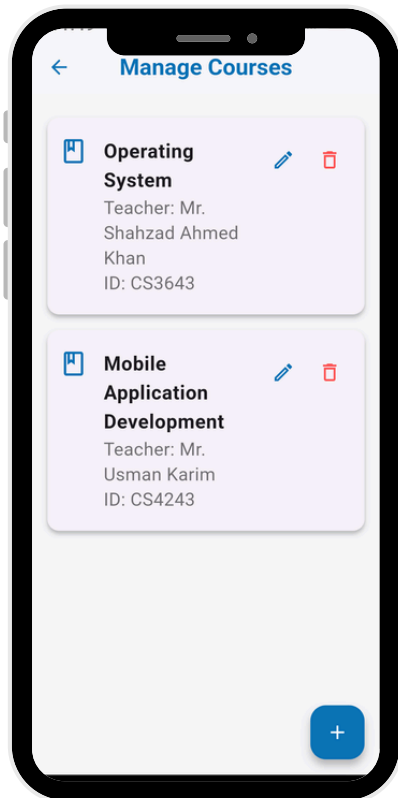 Manage Courses
Operating
System
Teacher: Mr.
Shahzad Ahmed
Khan
ID: CS3643
Mobile
Application
Development
Teacher: Mr.
Usman Karim
ID: CS4243
+